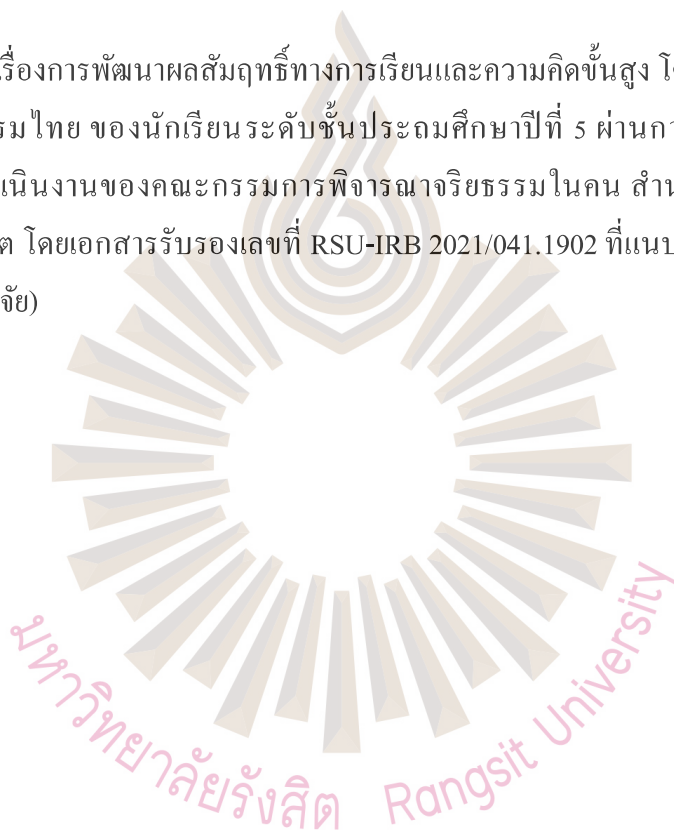 รื่องการพัฒนาผลสัมฤทธิ์ทางการเรียนและความคิดขั้นสูง
รมไทย ของนักเรียนระดับชั้นประถมศึกษาปีที่ 5 ผ่านกา
เนินงานของคณะกรรมการพิจารณาจริยธรรมในคน สำน
ต โดยเอกสารรับรองเลขที่ RSU-IRB 2021/041.1902 ที่แนบ
จัย)
มหาวิทยาลัยรังสิต Rangsit University